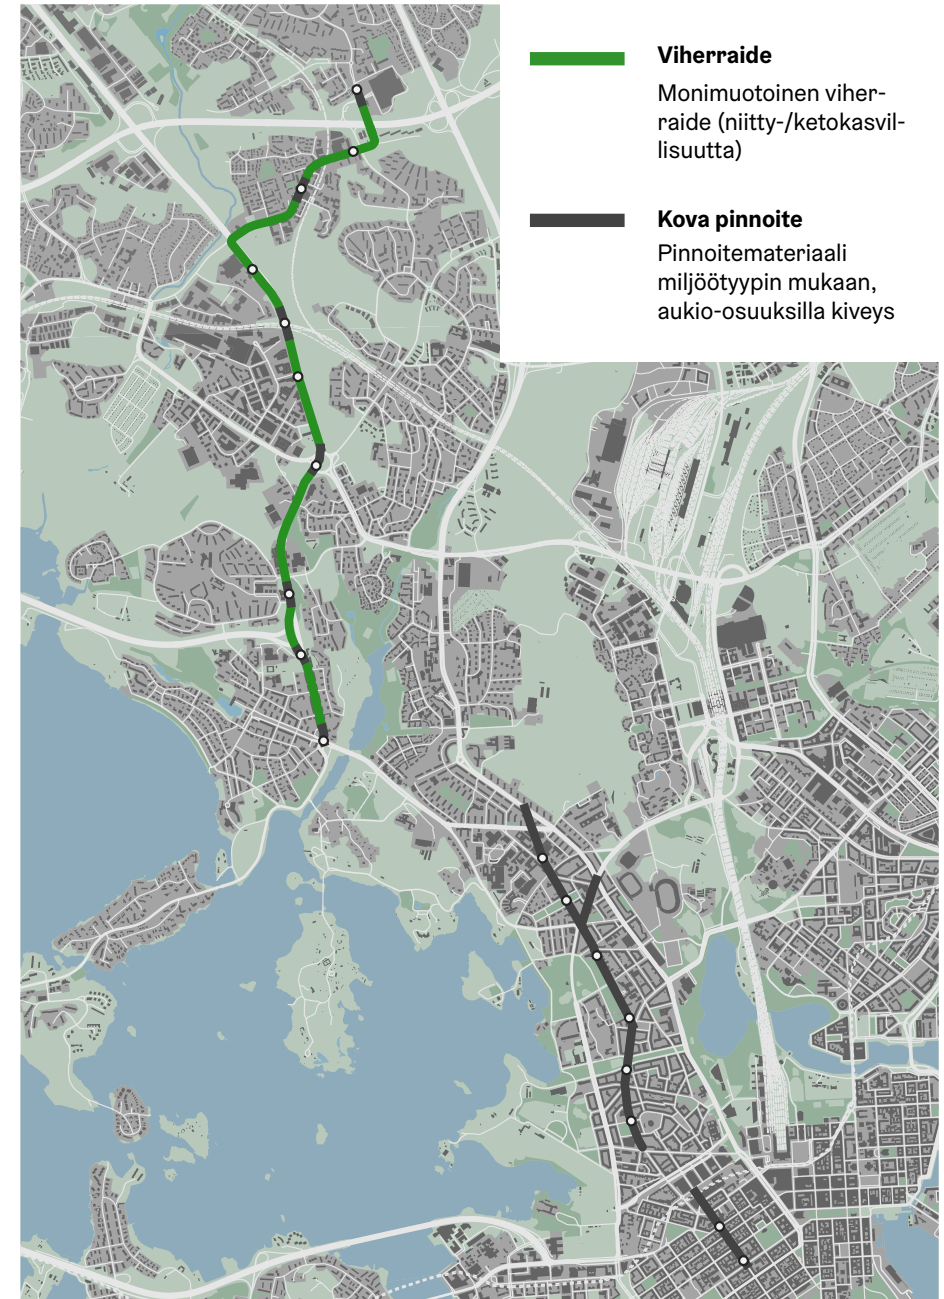 Viherraide
Monimuotoinen viher-
raide (niitty-/ketokasvil-
lisuutta)
Kova pinnoite
Pinnoitemateriaali
miljöötyypin mukaan,
aukio-osuuksilla kiveys